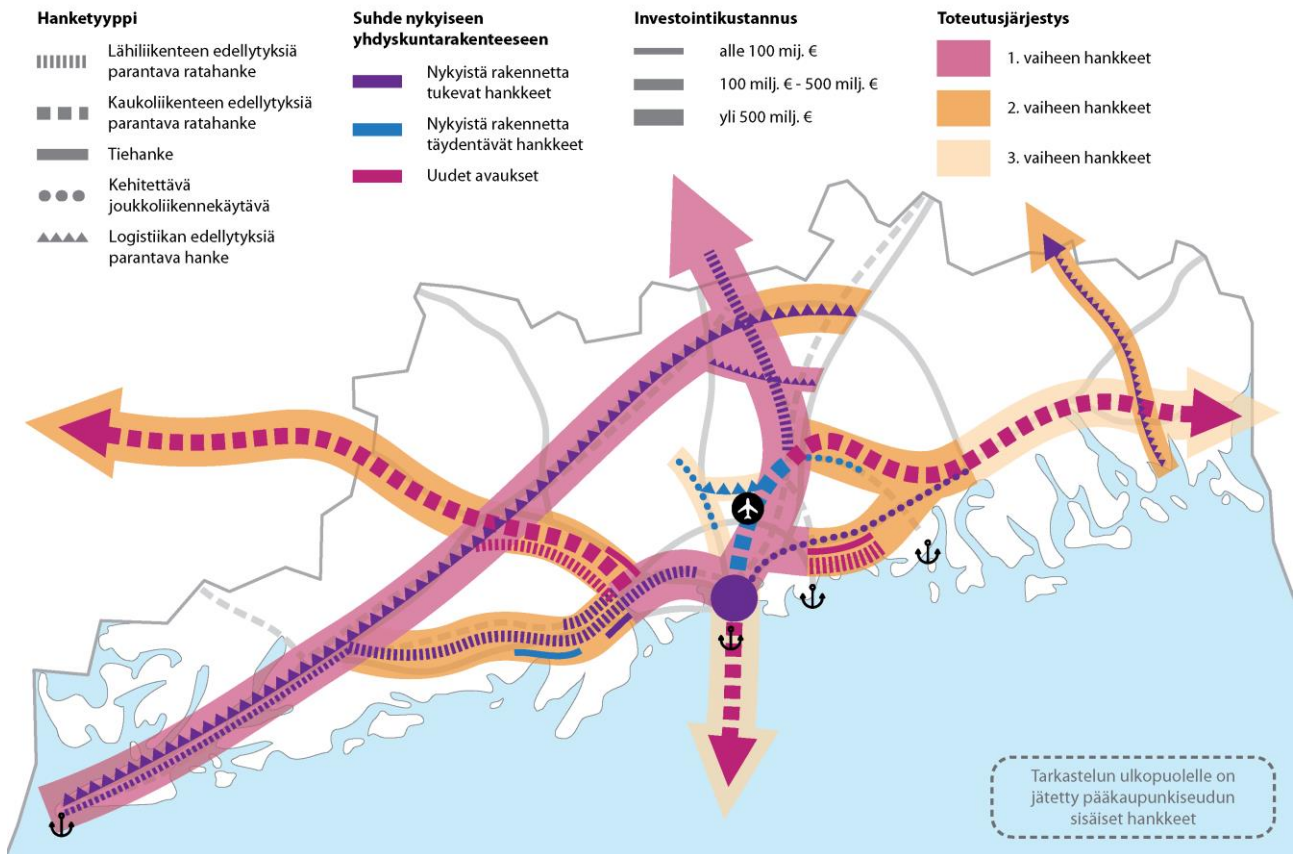 Hanketyyppi
Lähiliikenteen edellytyksiä
parantava ratahanke
Kaukoliikenteen edellytyksiä
parantava ratahanke
Tiehanke
Kehitettävä
joukkoliikennekäytävä
Logistiikan edellytyksiä
parantava hanke
Suhde nykyiseen
yhdyskuntarakenteeseen
Nykyistä rakennetta
tukevat hankkeet
Nykyistä rakennetta
täydentävät hankkeet
Uudet avaukset
Investointikustannus
alle 100 mij. €
100 milj. € - 500 milj. €
yli 500 milj. €
Toteutusjärjestys
1. vaiheen hankkeet
2. vaiheen hankkeet
3. vaiheen hankkeet
Tarkastelun ulkopuolelle on
jätetty pääkaupunkiseudun
sisäiset hankkeet